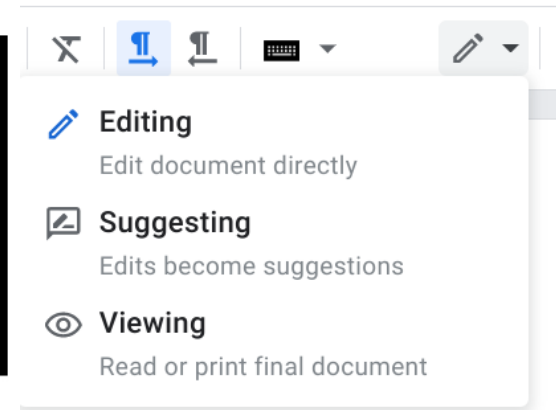 Editing
Edit document directly
Suggesting
Edits become suggestions
Viewing
Read or print final document